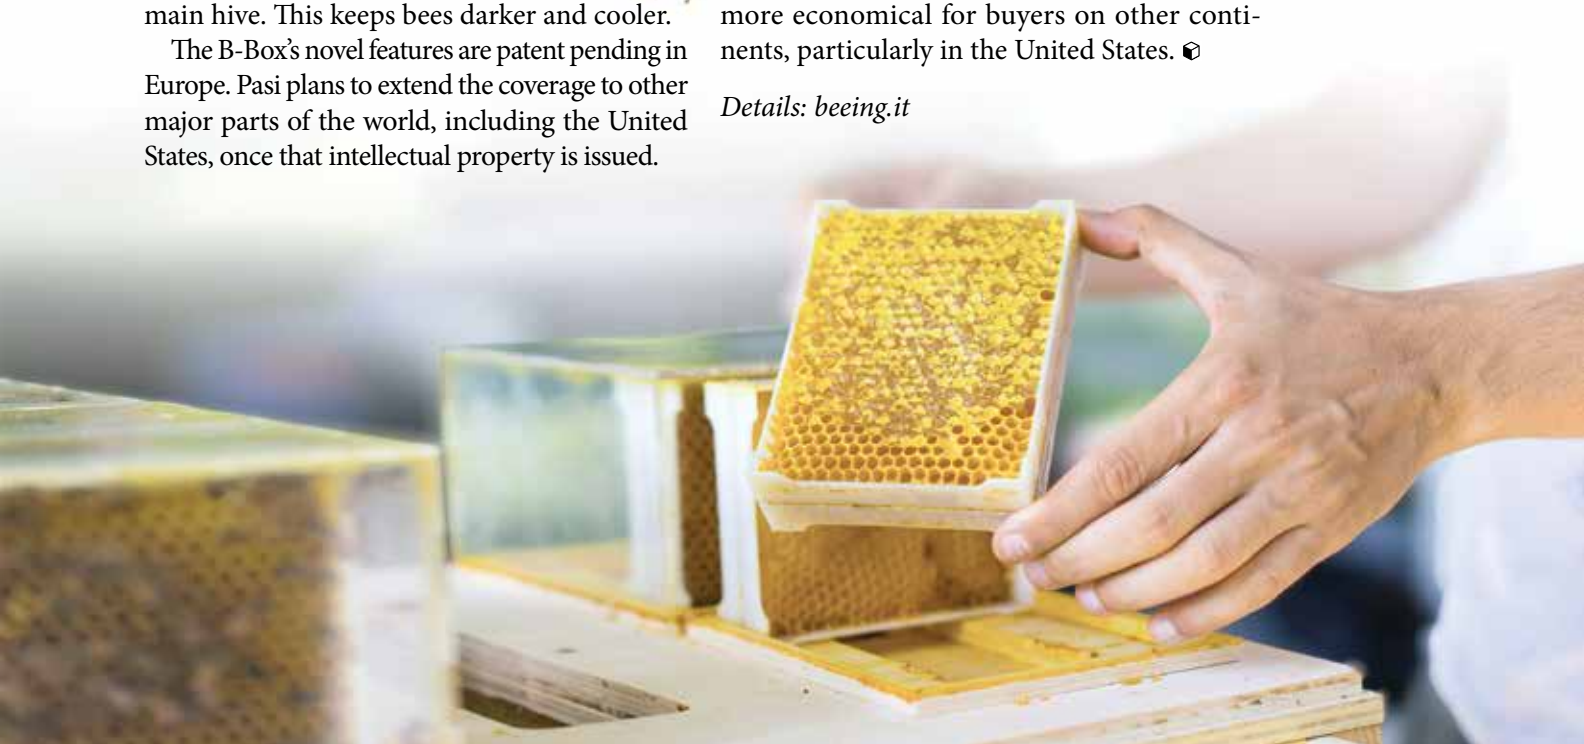 main hive. This keeps bees darker and cooler.
The B-Box’s novel features are patent pending in
Europe. Pasi plans to extend the coverage to other
major parts of the world, including the United
States, once that intellectual property is issued.
more economical for buyers on other conti-
nents, particularly in the United States.
Details: beeing.it